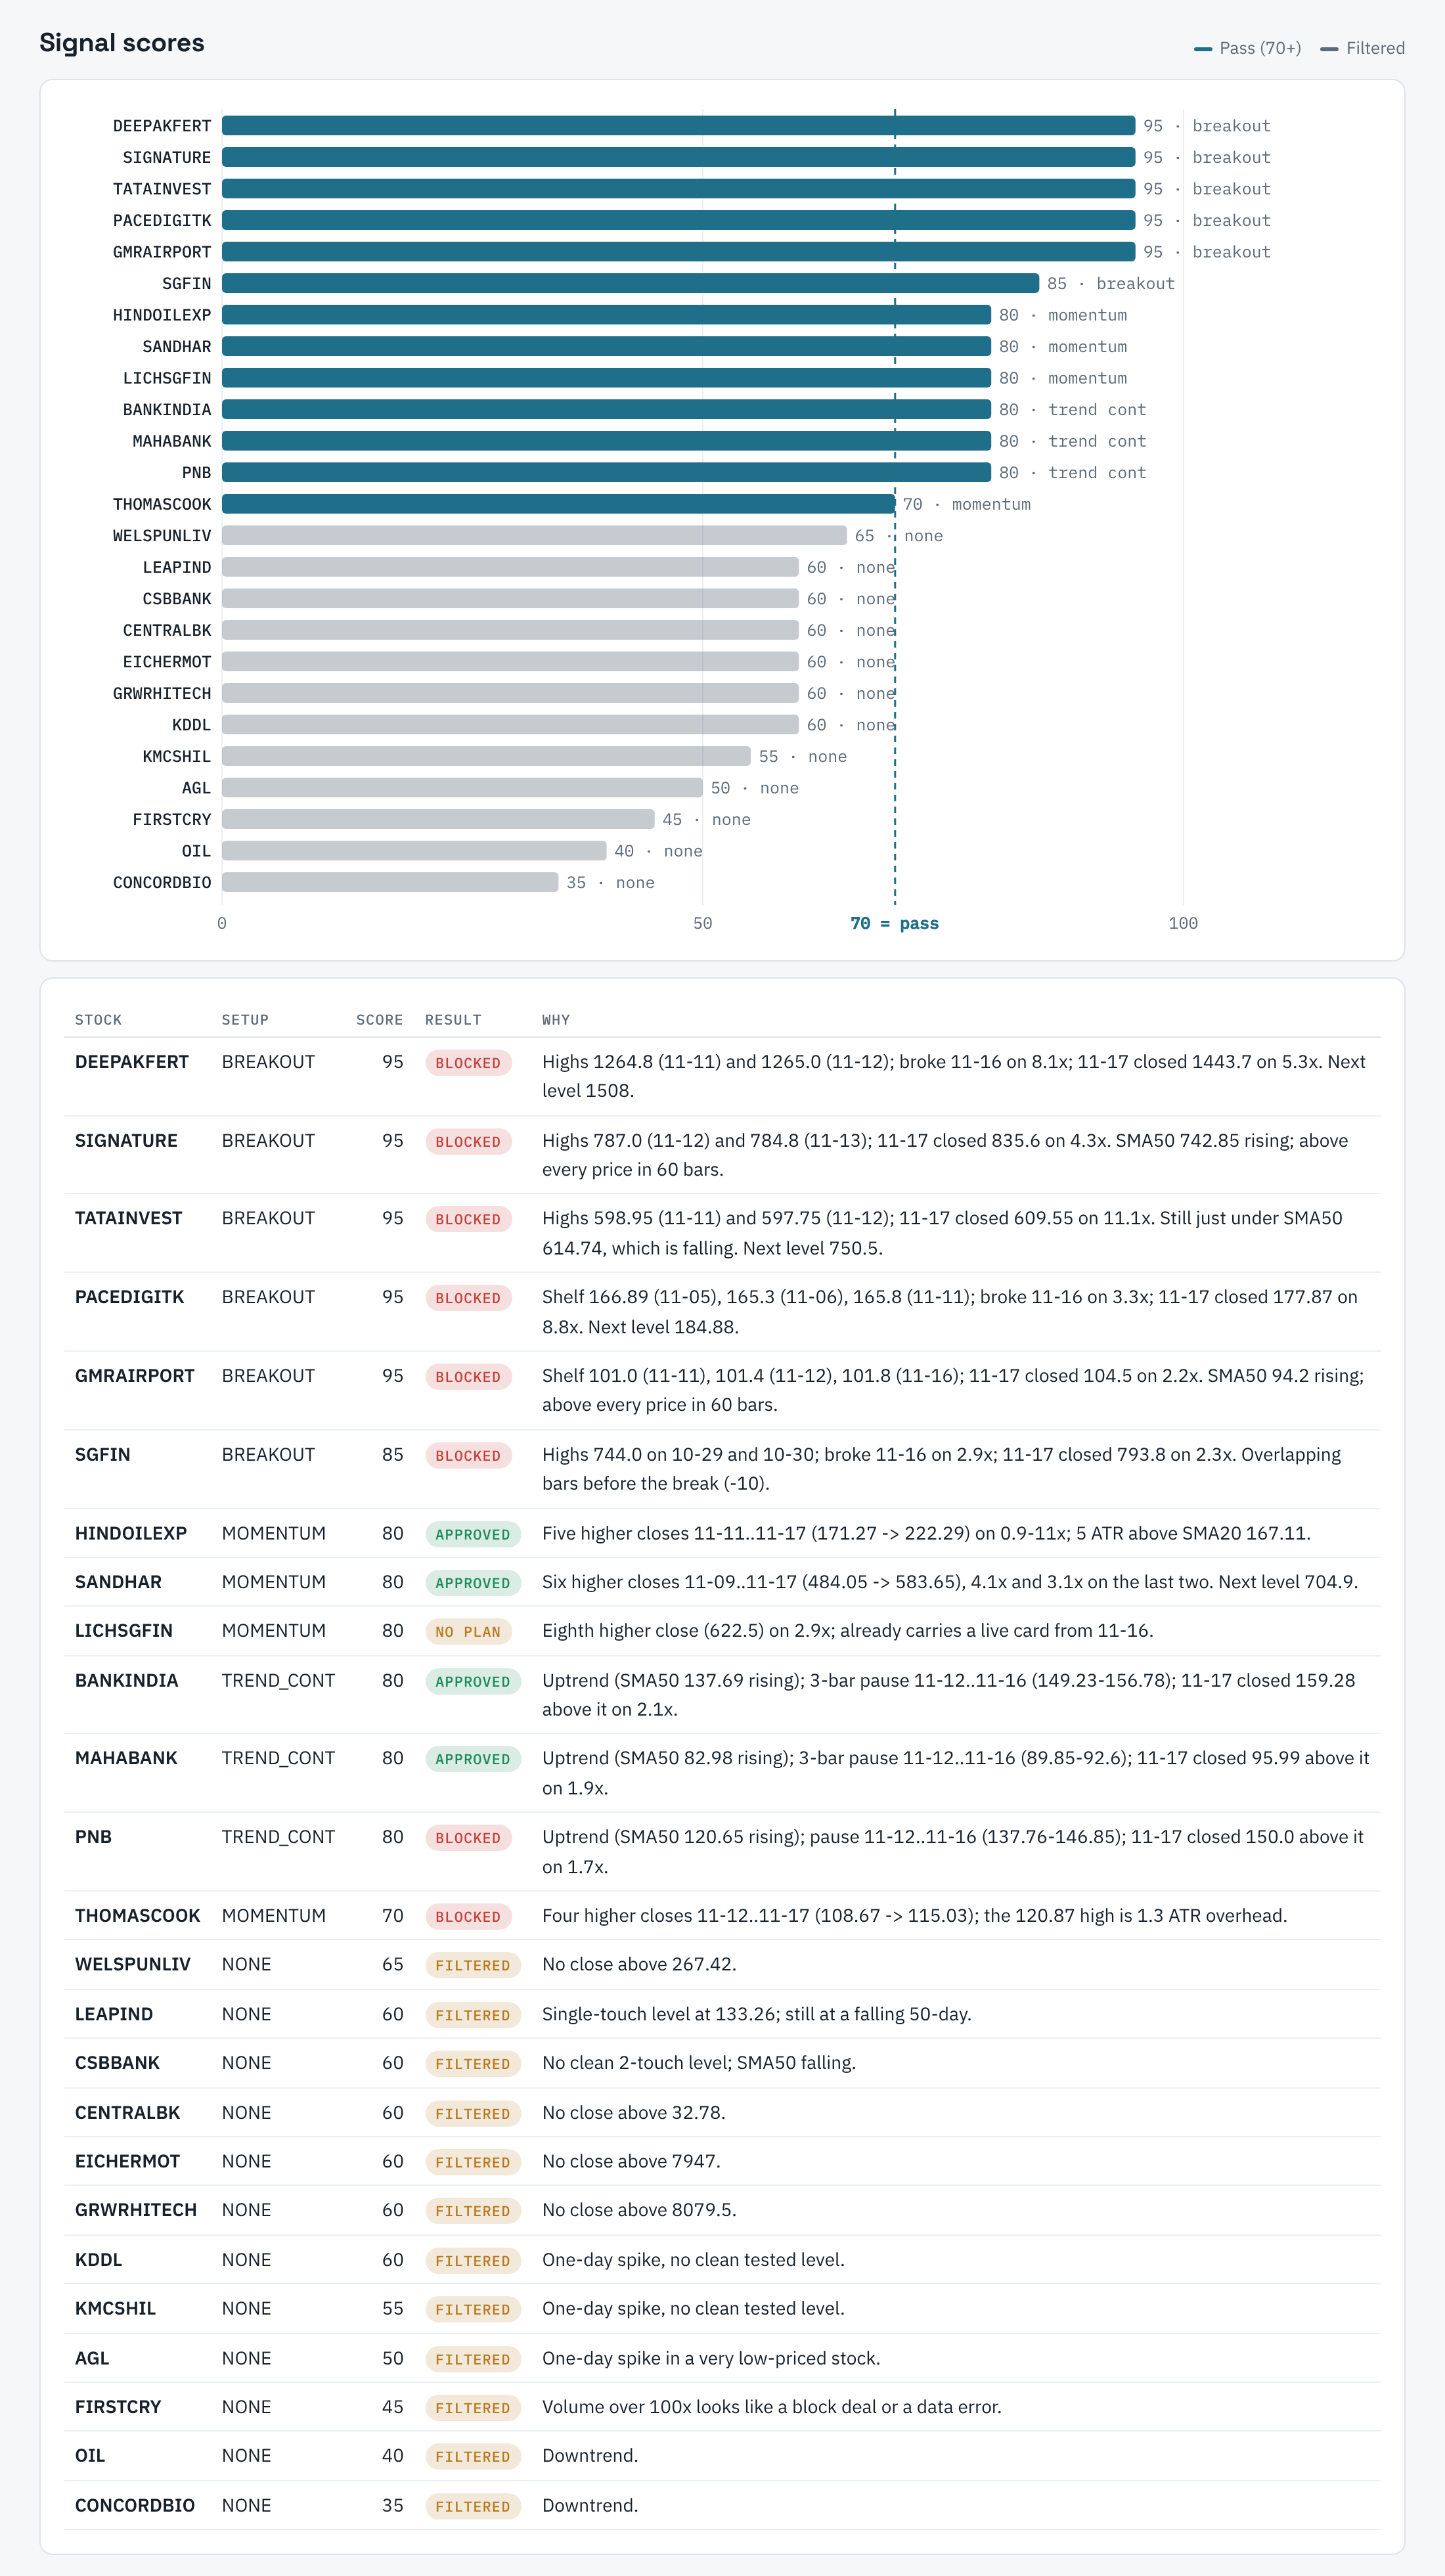 Signal scores
Pass (70+) Filtered
DEEPAKFERT 95 · breakout
SIGNATURE 95 · breakout
TATAINVEST 95 · breakout
PACEDIGITK 95 · breakout
GMRAIRPORT 95 · breakout
SGFIN 85 · breakout
HINDOILEXP 80 · momentum
SANDHAR 80 · momentum
LICHSGFIN 80 · momentum
BANKINDIA 80 · trend cont
MAHABANK 80 · trend cont
PNB 80 · trend cont
THOMASCOOK 70 · momentum
WELSPUNLIV 65 · none
LEAPIND 60 · none
CSBBANK 60 · none
CENTRALBK 60 · none
EICHERMOT 60 · none
GRWRHITECH 60 · none
KDDL 60 · none
KMCSHIL 55 · none
AGL 50 · none
FIRSTCRY 45 · none
OIL 40 · none
CONCORDBIO 35 · none
0 50 70 = pass 100
STOCK SETUP SCORE RESULT WHY
DEEPAKFERT BREAKOUT 95 BLOCKED Highs 1264.8 (11-11) and 1265.0 (11-12); broke 11-16 on 8.1x; 11-17 closed 1443.7 on 5.3x. Next
level 1508.
SIGNATURE BREAKOUT 95 BLOCKED Highs 787.0 (11-12) and 784.8 (11-13); 11-17 closed 835.6 on 4.3x. SMA50 742.85 rising; above
every price in 60 bars.
TATAINVEST BREAKOUT 95 BLOCKED Highs 598.95 (11-11) and 597.75 (11-12); 11-17 closed 609.55 on 11.1x. Still just under SMA50
614.74, which is falling. Next level 750.5.
PACEDIGITK BREAKOUT 95 BLOCKED Shelf 166.89 (11-05), 165.3 (11-06), 165.8 (11-11); broke 11-16 on 3.3x; 11-17 closed 177.87 on
8.8x. Next level 184.88.
GMRAIRPORT BREAKOUT 95 BLOCKED Shelf 101.0 (11-11), 101.4 (11-12), 101.8 (11-16); 11-17 closed 104.5 on 2.2x. SMA50 94.2 rising;
above every price in 60 bars.
SGFIN BREAKOUT 85 BLOCKED Highs 744.0 on 10-29 and 10-30; broke 11-16 on 2.9x; 11-17 closed 793.8 on 2.3x. Overlapping
bars before the break (-10).
HINDOILEXP MOMENTUM 80 APPROVED Five higher closes 11-11..11-17 (171.27 -> 222.29) on 0.9-11x; 5 ATR above SMA20 167.11.
SANDHAR MOMENTUM 80 APPROVED Six higher closes 11-09..11-17 (484.05 -> 583.65), 4.1x and 3.1x on the last two. Next level 704.9.
LICHSGFIN MOMENTUM 80 NO PLAN Eighth higher close (622.5) on 2.9x; already carries a live card from 11-16.
BANKINDIA TREND_CONT 80 APPROVED Uptrend (SMA50 137.69 rising); 3-bar pause 11-12..11-16 (149.23-156.78); 11-17 closed 159.28
above it on 2.1x.
MAHABANK TREND_CONT 80 APPROVED Uptrend (SMA50 82.98 rising); 3-bar pause 11-12..11-16 (89.85-92.6); 11-17 closed 95.99 above it
on 1.9x.
PNB TREND_CONT 80 BLOCKED Uptrend (SMA50 120.65 rising); pause 11-12..11-16 (137.76-146.85); 11-17 closed 150.0 above it
on 1.7x.
THOMASCOOK MOMENTUM 70 BLOCKED Four higher closes 11-12..11-17 (108.67 -> 115.03); the 120.87 high is 1.3 ATR overhead.
WELSPUNLIV NONE 65 FILTERED No close above 267.42.
LEAPIND NONE 60 FILTERED Single-touch level at 133.26; still at a falling 50-day.
CSBBANK NONE 60 FILTERED No clean 2-touch level; SMA50 falling.
CENTRALBK NONE 60 FILTERED No close above 32.78.
EICHERMOT NONE 60 FILTERED No close above 7947.
GRWRHITECH NONE 60 FILTERED No close above 8079.5.
KDDL NONE 60 FILTERED One-day spike, no clean tested level.
KMCSHIL NONE 55 FILTERED One-day spike, no clean tested level.
AGL NONE 50 FILTERED One-day spike in a very low-priced stock.
FIRSTCRY NONE 45 FILTERED Volume over 100x looks like a block deal or a data error.
OIL NONE 40 FILTERED Downtrend.
CONCORDBIO NONE 35 FILTERED Downtrend.